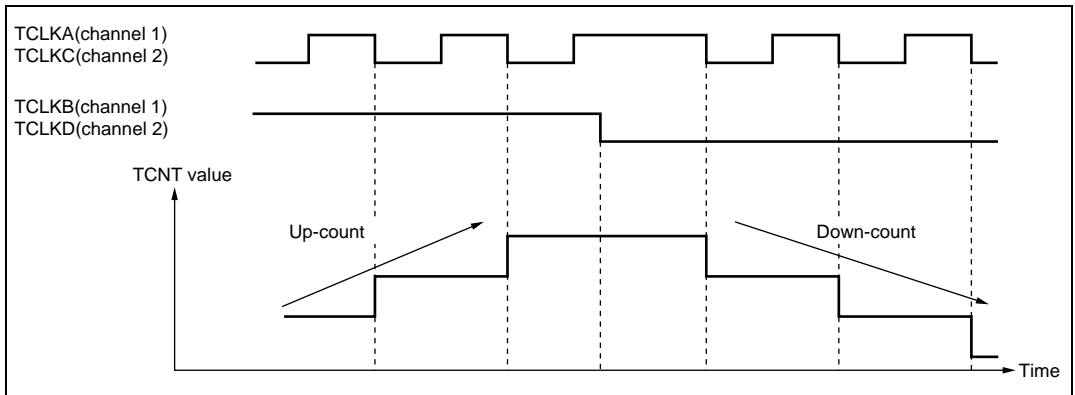 TCLKA(channel 1)
TCLKC(channel 2)
TCLKB(channel 1)
TCLKD(channel 2)
TCNT value
Up-count
Down-count
Time